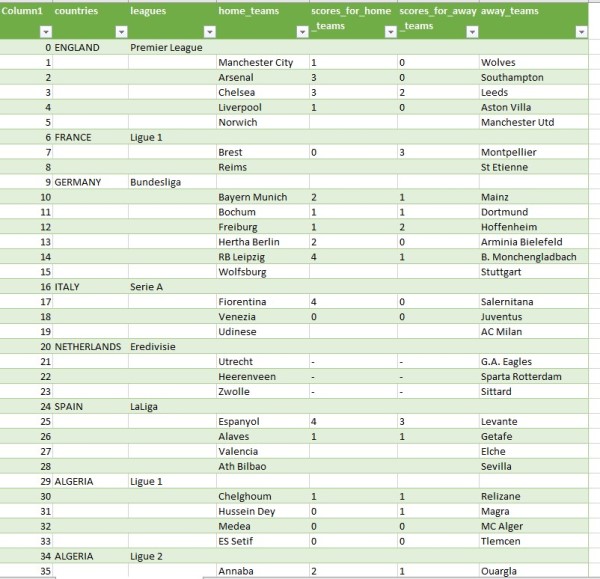 Column1 countries leagues home_teams scores_for_home_teams scores_for_away_teams away_teams
0 ENGLAND Premier League
1 Manchester City 1 0 Wolves
2 Arsenal 3 0 Southampton
3 Chelsea 3 2 Leeds
4 Liverpool 1 0 Aston Villa
5 Norwich Manchester Utd
6 FRANCE Ligue 1
7 Brest 0 3 Montpellier
8 Reims St Etienne
9 GERMANY Bundesliga
10 Bayern Munich 2 1 Mainz
11 Bochum 1 1 Dortmund
12 Freiburg 1 2 Hoffenheim
13 Hertha Berlin 2 0 Arminia Bielefeld
14 RB Leipzig 4 1 B. Monchengladbach
15 Wolfsburg Stuttgart
16 ITALY Serie A
17 Fiorentina 4 0 Salernitana
18 Venezia 0 0 Juventus
19 Udinese AC Milan
20 NETHERLANDS Eredivisie
21 Utrecht - - G.A. Eagles
22 Heerenveen - - Sparta Rotterdam
23 Zwolle - - Sittard
24 SPAIN LaLiga
25 Espanyol 4 3 Levante
26 Alaves 1 1 Getafe
27 Valencia Elche
28 Ath Bilbao Sevilla
29 ALGERIA Ligue 1
30 Chelghoum 1 1 Relizane
31 Hussein Dey 0 1 Magra
32 Medea 0 0 MC Alger
33 ES Setif 0 0 Tlemcen
34 ALGERIA Ligue 2
35 Annaba 2 1 Ouargla